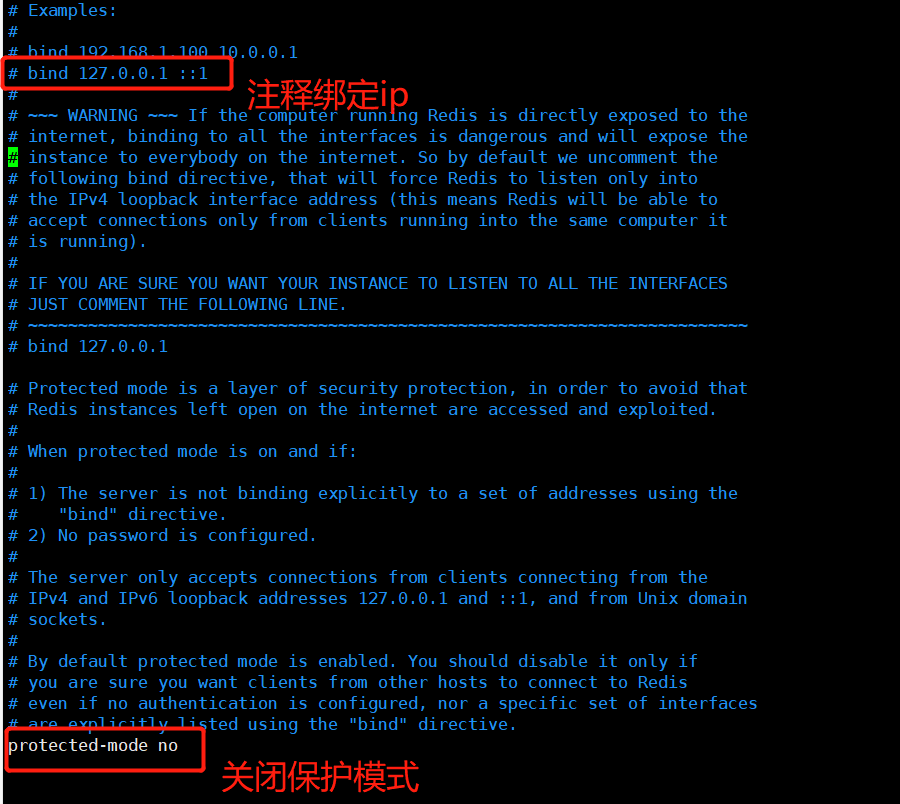 # Examples:
#
# bind 192.168.1.100 10.0.0.1
# bind 127.0.0.1 ::1
注释绑定ip
#
# ~~~ WARNING ~~~ If the computer running Redis is directly exposed to the
# internet, binding to all the interfaces is dangerous and will expose the
# instance to everybody on the internet. So by default we uncomment the
# following bind directive, that will force Redis to listen only into
# the IPv4 loopback interface address (this means Redis will be able to
# accept connections only from clients running into the same computer it
# is running).
#
# IF YOU ARE SURE YOU WANT YOUR INSTANCE TO LISTEN TO ALL THE INTERFACES
# JUST COMMENT THE FOLLOWING LINE.
# ~~~~~~~~~~~~~~~~~~~~~~~~~~~~~~~~~~~~~~~~~~~~~~~~~~~~~~~~~~~~~~~~~~~~~~~~
# bind 127.0.0.1
# Protected mode is a layer of security protection, in order to avoid that
# Redis instances left open on the internet are accessed and exploited.
#
# When protected mode is on and if:
#
# 1) The server is not binding explicitly to a set of addresses using the
#    "bind" directive.
# 2) No password is configured.
#
# The server only accepts connections from clients connecting from the
# IPv4 and IPv6 loopback addresses 127.0.0.1 and ::1, and from Unix domain
# sockets.
#
# By default protected mode is enabled. You should disable it only if
# you are sure you want clients from other hosts to connect to Redis
# even if no authentication is configured, nor a specific set of interfaces
# are explicitly listed using the "bind" directive.
protected-mode no
关闭保护模式